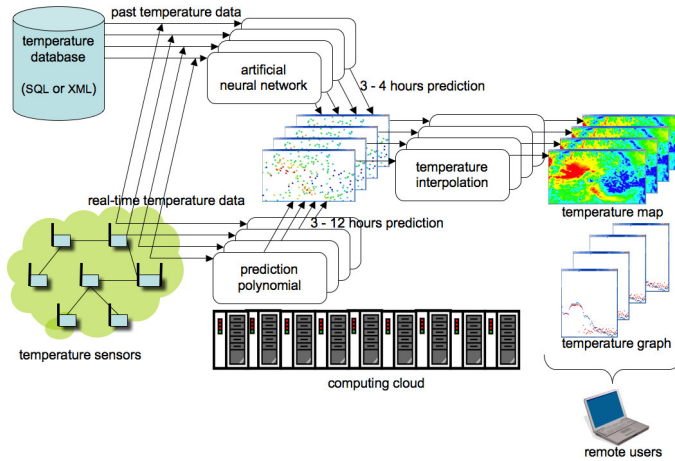 past temperature data
temperature
database
(SQL or XML)
artificial
neural network
3 - 4 hours prediction
temperature
interpolation
temperature map
real-time temperature data
3 - 12 hours prediction
prediction
polynomial
temperature sensors
computing cloud
temperature graph
remote users